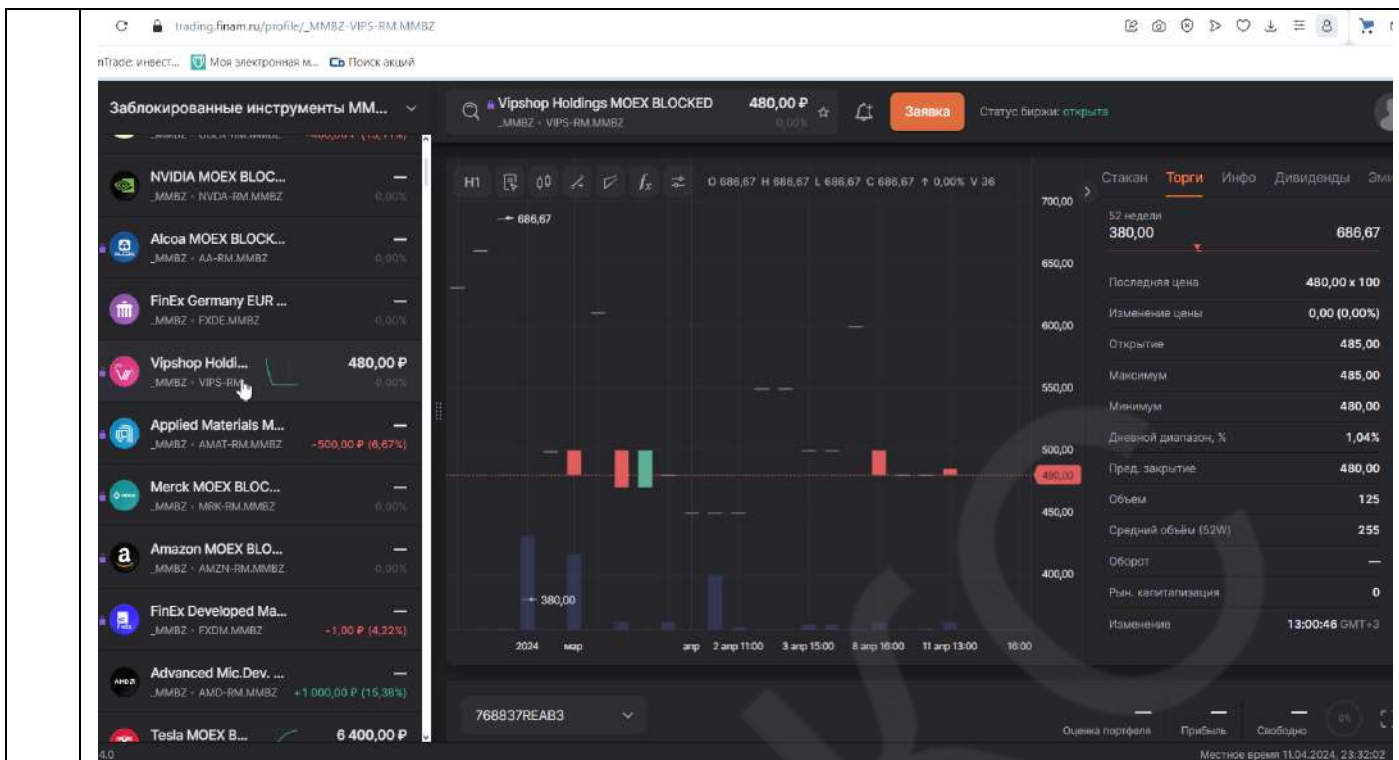 trading.finam.ru/profile/_MMBZ-VIPS-RM.MMBZ
nTrade: инвест... Моя электронная м... Сb Поиск акций
Заблокированные инструменты ММ...
Vipshop Holdings MOEX BLOCKED 480,00 ₽
_MMBZ • VIPS-RM.MMBZ 0,00%
Заявка
Статус биржи: открыта
NVIDIA MOEX BLOC... —
_MMBZ • NVDA-RM.MMBZ 0,00%
Alcoa MOEX BLOCK... —
_MMBZ • AA-RM.MMBZ 0,00%
FinEx Germany EUR ... —
_MMBZ • FXDE.MMBZ 0,00%
Vipshop Holdi... 480,00 ₽
_MMBZ • VIPS-RM 0,00%
Applied Materials M... —
_MMBZ • AMAT-RM.MMBZ -500,00 ₽ (6,67%)
Merck MOEX BLOC... —
_MMBZ • MRK-RM.MMBZ 0,00%
Amazon MOEX BLO... —
_MMBZ • AMZN-RM.MMBZ 0,00%
FinEx Developed Ma... —
_MMBZ • FXDM.MMBZ -1,00 ₽ (4,22%)
Advanced Mic.Dev. ... —
_MMBZ • AMD-RM.MMBZ +1 000,00 ₽ (15,38%)
Tesla MOEX B... 6 400,00 ₽
4.0
H1 fx O 686,67 H 686,67 L 686,67 C 686,67 ↑ 0,00% V 36
686,67
700,00
650,00
600,00
550,00
500,00
480,00
450,00
400,00
380,00
2024 мар апр 2 апр 11:00 3 апр 15:00 8 апр 16:00 11 апр 13:00 16:00
Стакан Торги Инфо Дивиденды Эми
52 недели
380,00 686,67
Последняя цена 480,00 x 100
Изменение цены 0,00 (0,00%)
Открытие 485,00
Максимум 485,00
Минимум 480,00
Дневной диапазон, % 1,04%
Пред. закрытие 480,00
Объем 125
Средний объём (52W) 255
Оборот —
Рын. капитализация 0
Изменение 13:00:46 GMT+3
768837REAB3
Оценка портфеля Прибыль Свободно 0%
Местное время 11.04.2024, 23:32:02